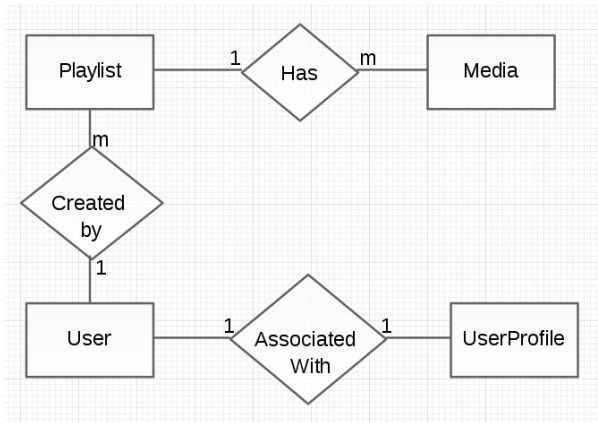 Playlist
1
Has
m
Media
m
Created
by
1
User
1
Associated
With
1
UserProfile